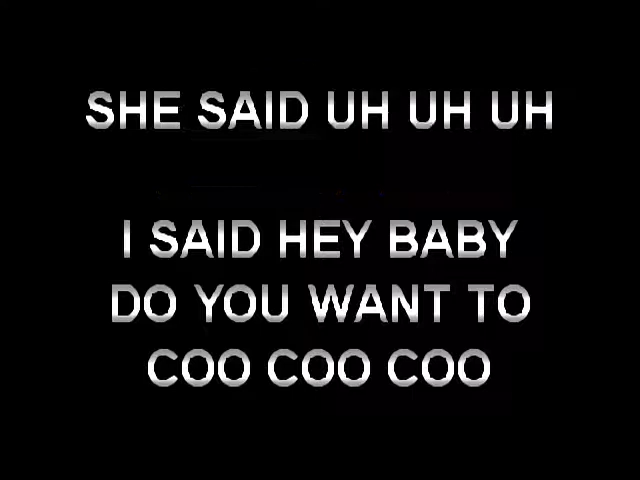 SHE SAID UH UH UH
I SAID HEY BABY
DO YOU WANT TO
COO COO COO